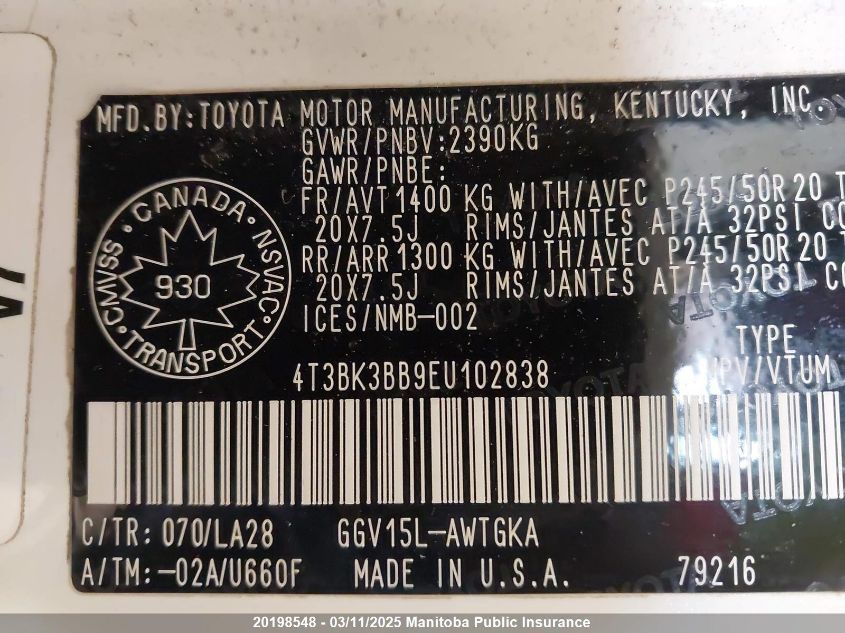 MFD.BY:TOYOTA MOTOR MANUFACTURING, KENTUCKY, INC
GVWR/PNBV:2390KG
GAWR/PNBE:
FR/AVT 1400 KG WITH/AVEC P245/50R20
20X7.5J RIMS/JANTES AT/À 32PSI
RR/ARR 1300 KG WITH/AVEC P245/50R20
20X7.5J RIMS/JANTES AT/À 32PSI
ICES/NMB-002
CANADA
CMVSS 930 NSVAC
TRANSPORT
TYPE
4T3BK3BB9EU102838 MPV/VTUM
C/TR: 070/LA28 GGV15L-AWTGKA
A/TM:-02A/U660F MADE IN U.S.A. 79216
TOYOTA
20198548 - 03/11/2025 Manitoba Public Insurance